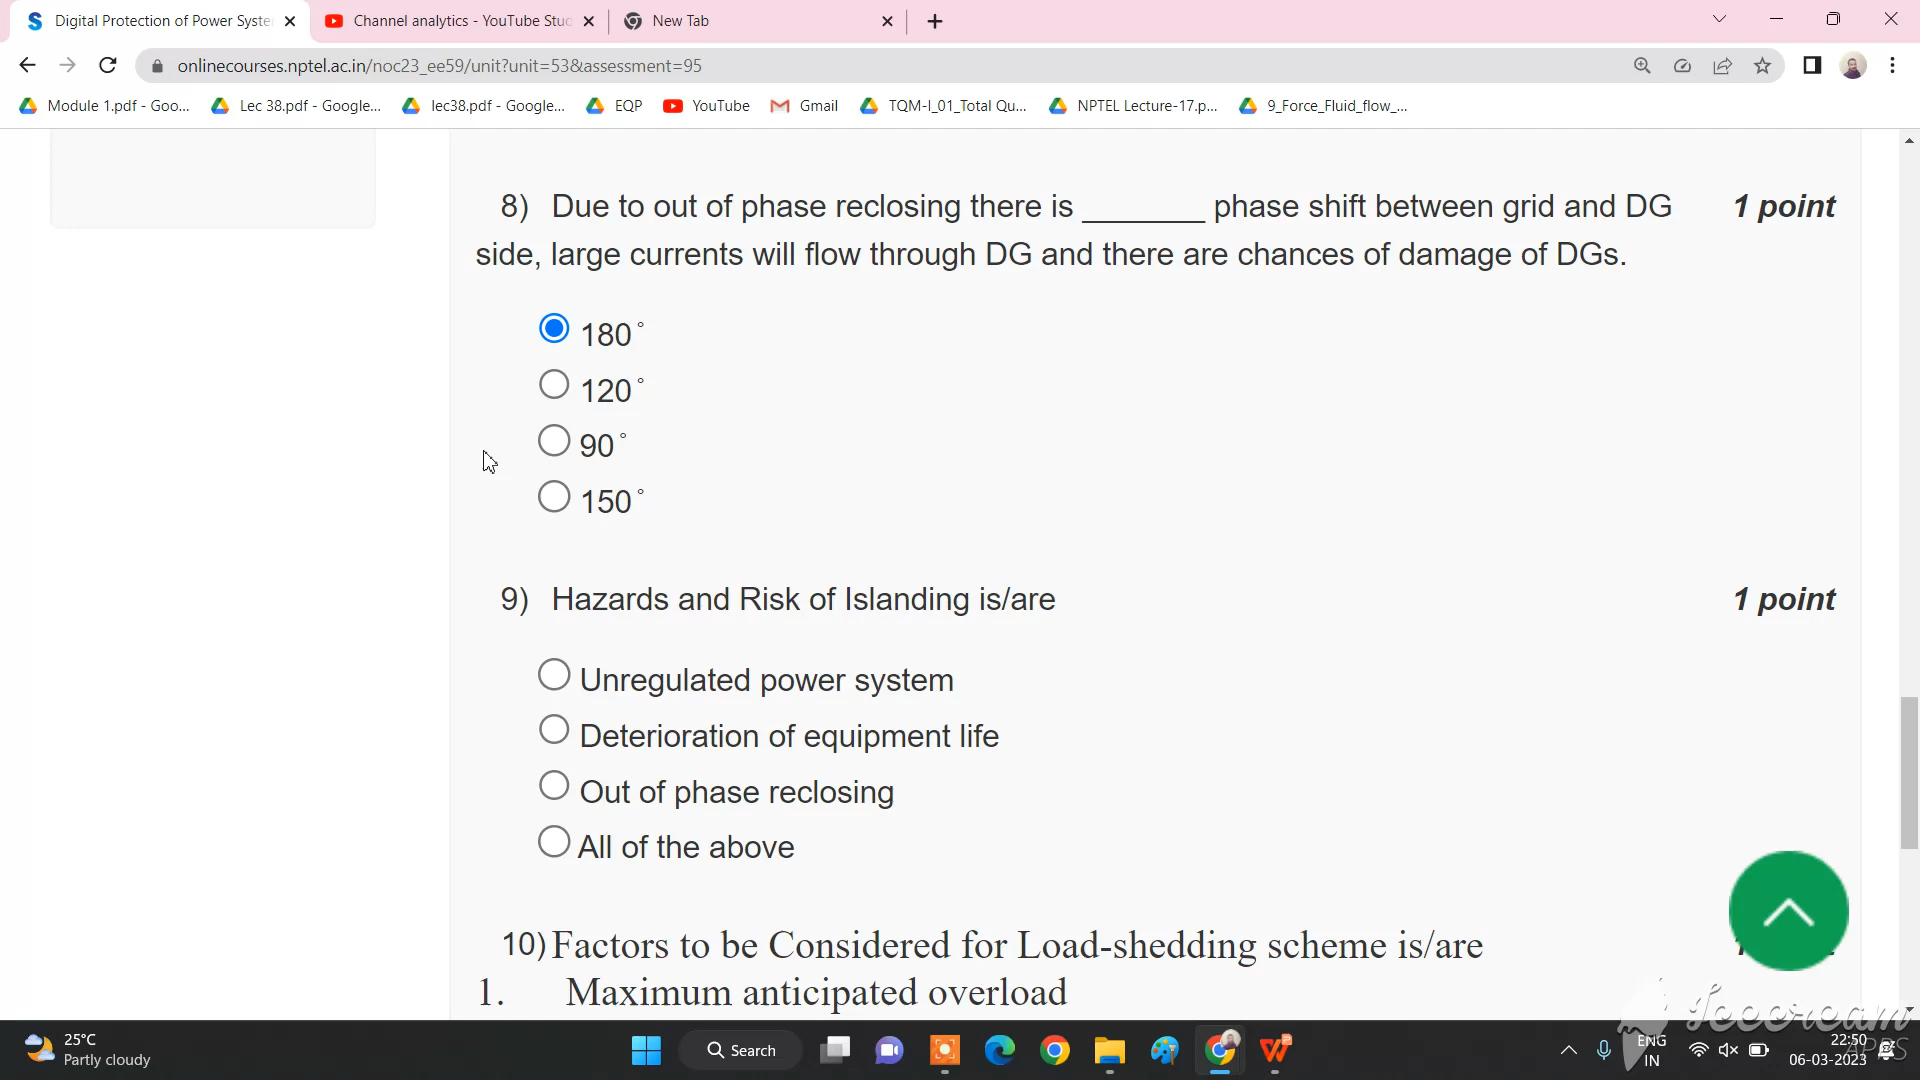 Digital Protection of Power Syste
Channel analytics - YouTube Stud
New Tab
onlinecourses.nptel.ac.in/noc23_ee59/unit?unit=53&assessment=95
Module 1.pdf - Goo...
Lec 38.pdf - Google...
lec38.pdf - Google...
EQP
YouTube
Gmail
TQM-I_01_Total Qu...
NPTEL Lecture-17.p...
9_Force_Fluid_flow_...
8) Due to out of phase reclosing there is _______ phase shift between grid and DG 1 point
side, large currents will flow through DG and there are chances of damage of DGs.
180°
120°
90°
150°
9) Hazards and Risk of Islanding is/are 1 point
Unregulated power system
Deterioration of equipment life
Out of phase reclosing
All of the above
10) Factors to be Considered for Load-shedding scheme is/are
1. Maximum anticipated overload
Icecream
APPS
25°C
Partly cloudy
Search
ENG
IN
22:50
06-03-2023